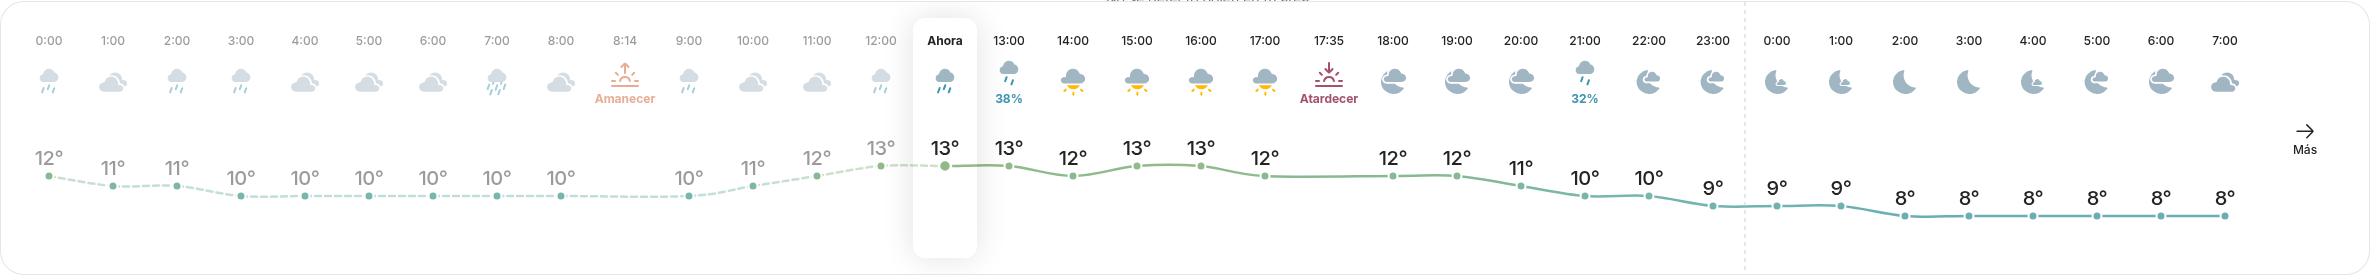 0:00 1:00 2:00 3:00 4:00 5:00 6:00 7:00 8:00 8:14 9:00 10:00 11:00 12:00 Ahora 13:00 14:00 15:00 16:00 17:00 17:35 18:00 19:00 20:00 21:00 22:00 23:00 0:00 1:00 2:00 3:00 4:00 5:00 6:00 7:00
Amanecer 38% Atardecer 32%
12° 11° 11° 10° 10° 10° 10° 10° 10° 10° 11° 12° 13° 13° 13° 12° 13° 13° 12° 12° 12° 11° 10° 10° 9° 9° 9° 8° 8° 8° 8° 8° 8°
Más